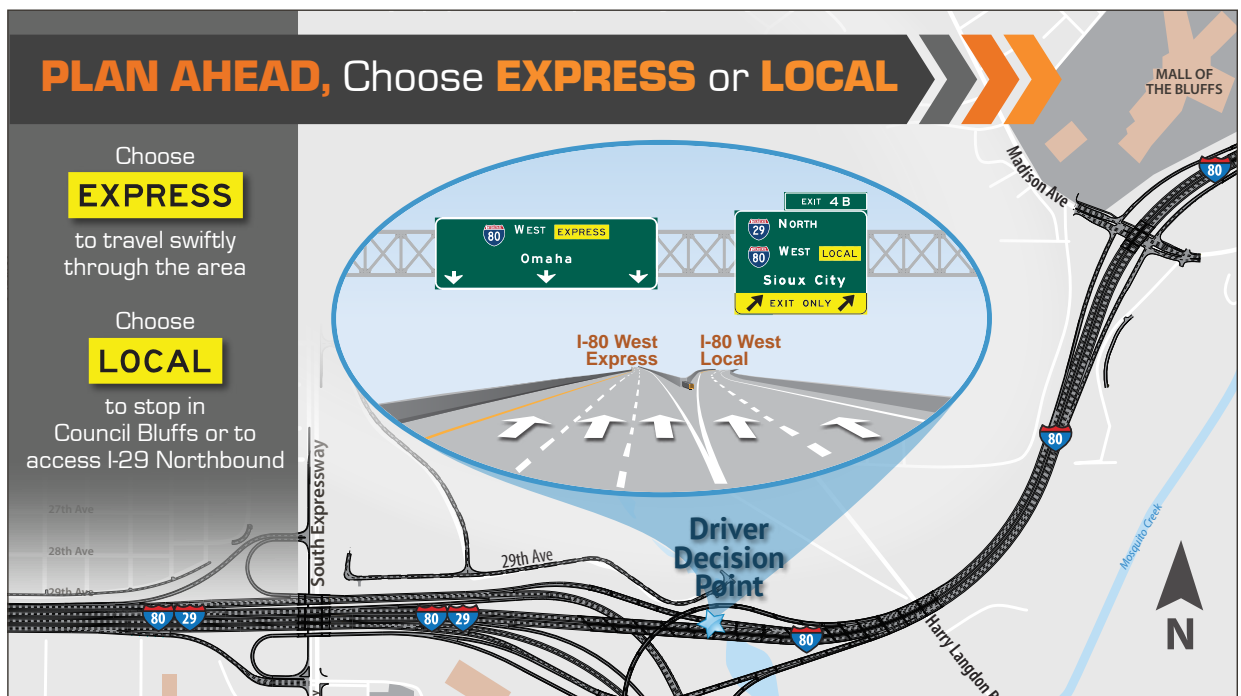 PLAN AHEAD, Choose EXPRESS or LOCAL
Choose
EXPRESS
to travel swiftly
through the area
Choose
LOCAL
to stop in
Council Bluffs or to
access I-29 Northbound
80 WEST EXPRESS
Omaha
EXIT 4B
29 NORTH
80 WEST LOCAL
Sioux City
EXIT ONLY
I-80 West
Express
I-80 West
Local
Driver
Decision
Point
MALL OF
THE BLUFFS
Madison Ave
80
80
Mosquito Creek
N
South Expressway
27th Ave
28th Ave
29th Ave
29th Ave
80 29
80 29
80
Harry Langdon